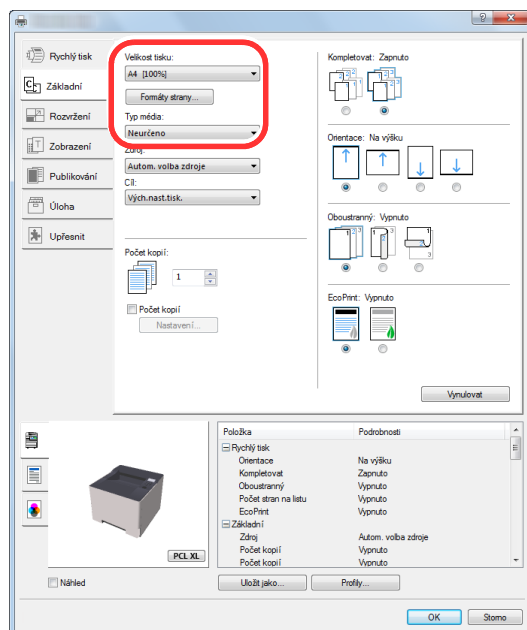 Rychlý tisk
Základní
Rozvržení
Zobrazení
Publikování
Úloha
Upřesnit
Velikost tisku:
A4 [100%]
Formáty strany...
Typ média:
Neurčeno
Zdroj:
Autom. volba zdroje
Cíl:
Vých.nast.tisk.
Počet kopií:
1
Počet kopií
Nastavení...
Kompletovat: Zapnuto
Orientace: Na výšku
Oboustranný: Vypnuto
EcoPrint: Vypnuto
Vynulovat
PCL XL
Náhled
Položka Podrobnosti
Rychlý tisk
Orientace Na výšku
Kompletovat Zapnuto
Oboustranný Vypnuto
Počet stran na listu Vypnuto
EcoPrint Vypnuto
Základní
Zdroj Autom. volba zdroje
Počet kopií Vypnuto
Počet kopií Vypnuto
Uložit jako... Profily...
OK Storno